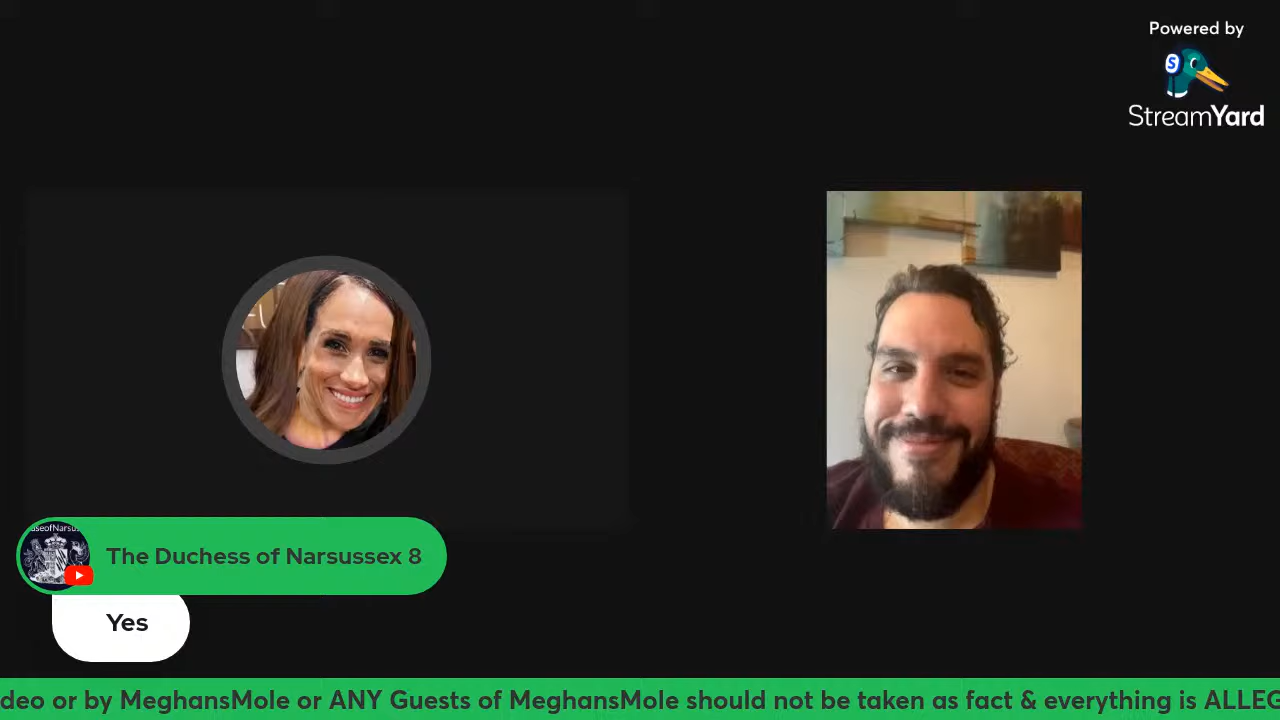 Powered by
StreamYard
The Duchess of Narsussex 8
Yes
deo or by MeghansMole or ANY Guests of MeghansMole should not be taken as fact & everything is ALLEG